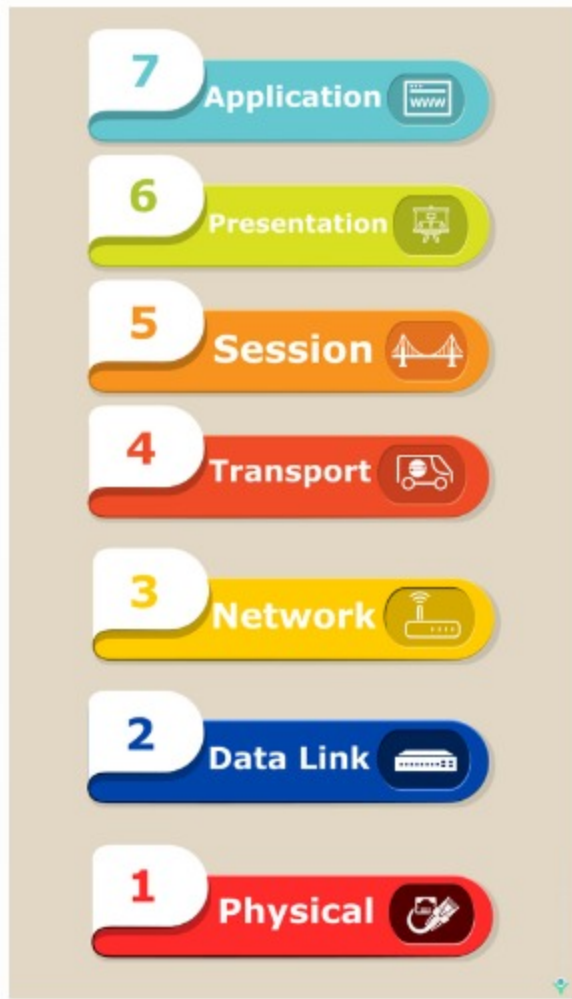 7
Application
www
6
Presentation
5
Session
4
Transport
3
Network
2
Data Link
1
Physical